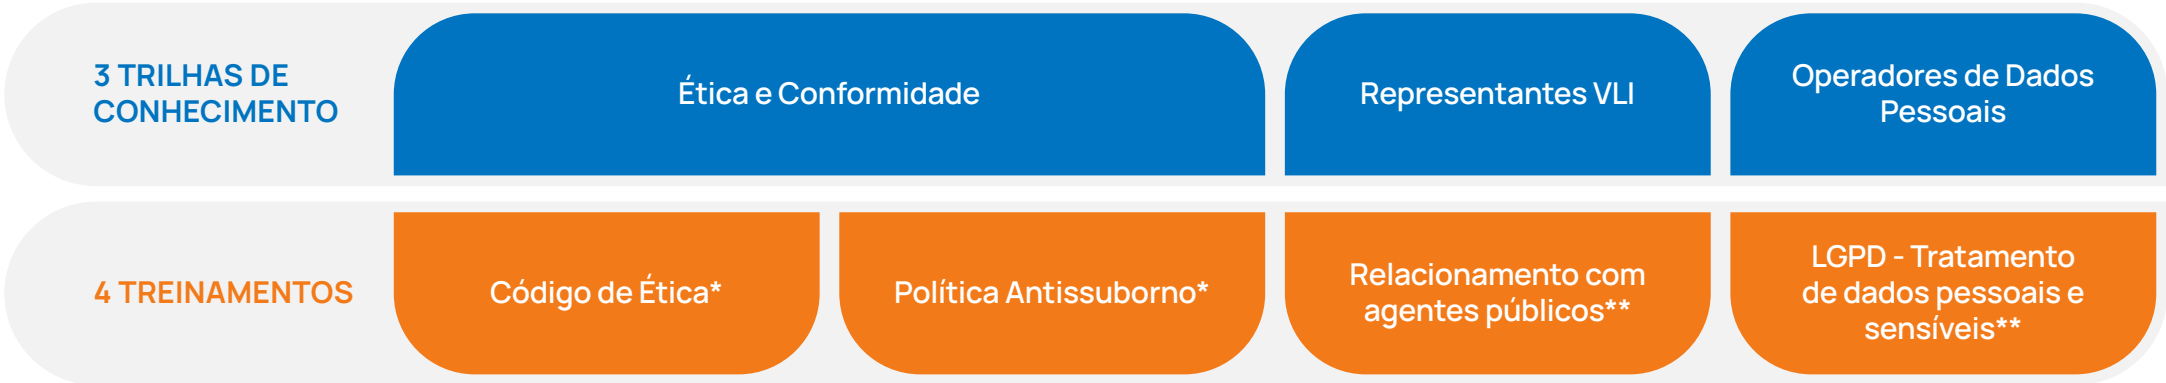 3 TRILHAS DE
CONHECIMENTO
Ética e Conformidade
Representantes VLI
Operadores de Dados
Pessoais
4 TREINAMENTOS
Código de Ética*
Política Antissuborno*
Relacionamento com
agentes públicos**
LGPD - Tratamento
de dados pessoais e
sensíveis**